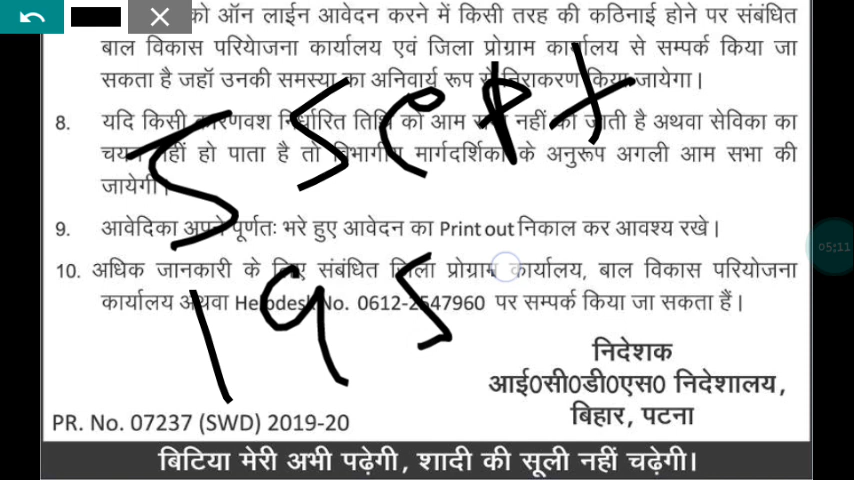 को ऑन लाईन आवेदन करने में किसी तरह की कठिनाई होने पर संबंधित
बाल विकास परियोजना कार्यालय एवं जिला प्रोग्राम कार्यालय से सम्पर्क किया जा
सकता है जहाँ उनकी समस्या का अनिवार्य रूप से निराकरण किया जायेगा।
8. यदि किसी कारणवश निर्धारित तिथि को आम सभा नहीं की जाती है अथवा सेविका का
चयन नहीं हो पाता है तो विभागीय मार्गदर्शिका के अनुरूप अगली आम सभा की
जायेगी।
5 Sept
9. आवेदिका अपने पूर्णतः भरे हुए आवेदन का Print out निकाल कर आवश्य रखे।
10. अधिक जानकारी के लिए संबंधित जिला प्रोग्राम कार्यालय, बाल विकास परियोजना
कार्यालय अथवा Helpdesk No. 0612-2547960 पर सम्पर्क किया जा सकता हैं।
195
05:11
निदेशक
आई0सी0डी0एस0 निदेशालय,
बिहार, पटना
PR. No. 07237 (SWD) 2019-20
बिटिया मेरी अभी पढ़ेगी, शादी की सूली नहीं चढ़ेगी।